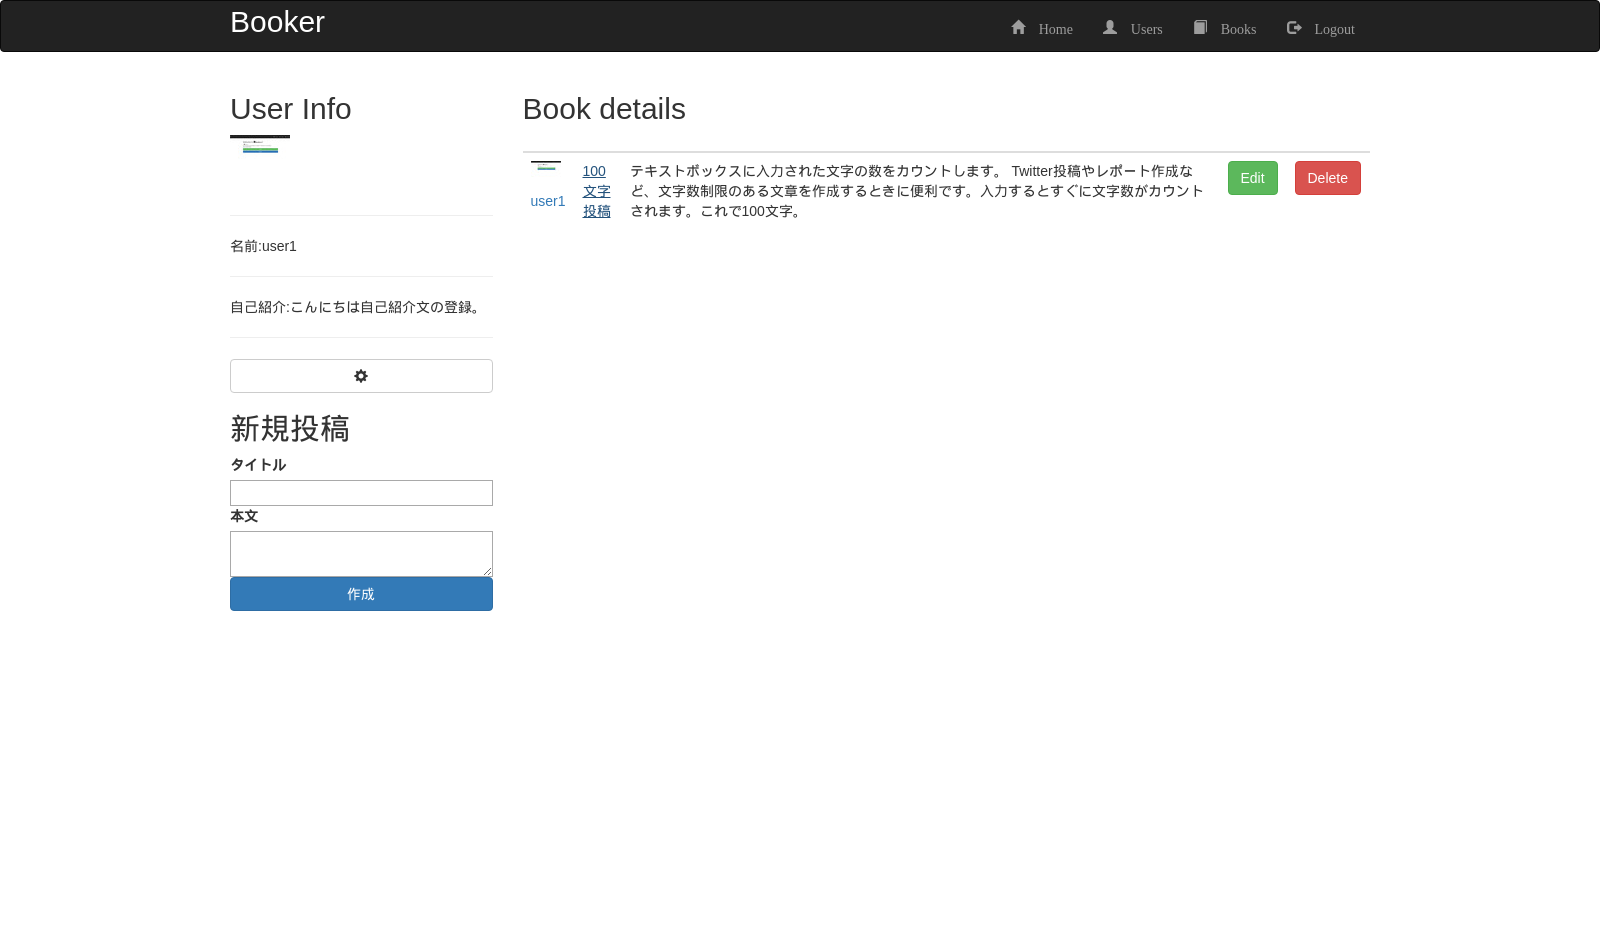 Booker
Home
Users
Books
Logout
User Info
名前:user1
自己紹介:こんにちは自己紹介文の登録。
新規投稿
タイトル
本文
作成
Book details
user1
100
文字
投稿
テキストボックスに入力された文字の数をカウントします。 Twitter投稿やレポート作成な
ど、文字数制限のある文章を作成するときに便利です。入力するとすぐに文字数がカウント
されます。これで100文字。
Edit
Delete